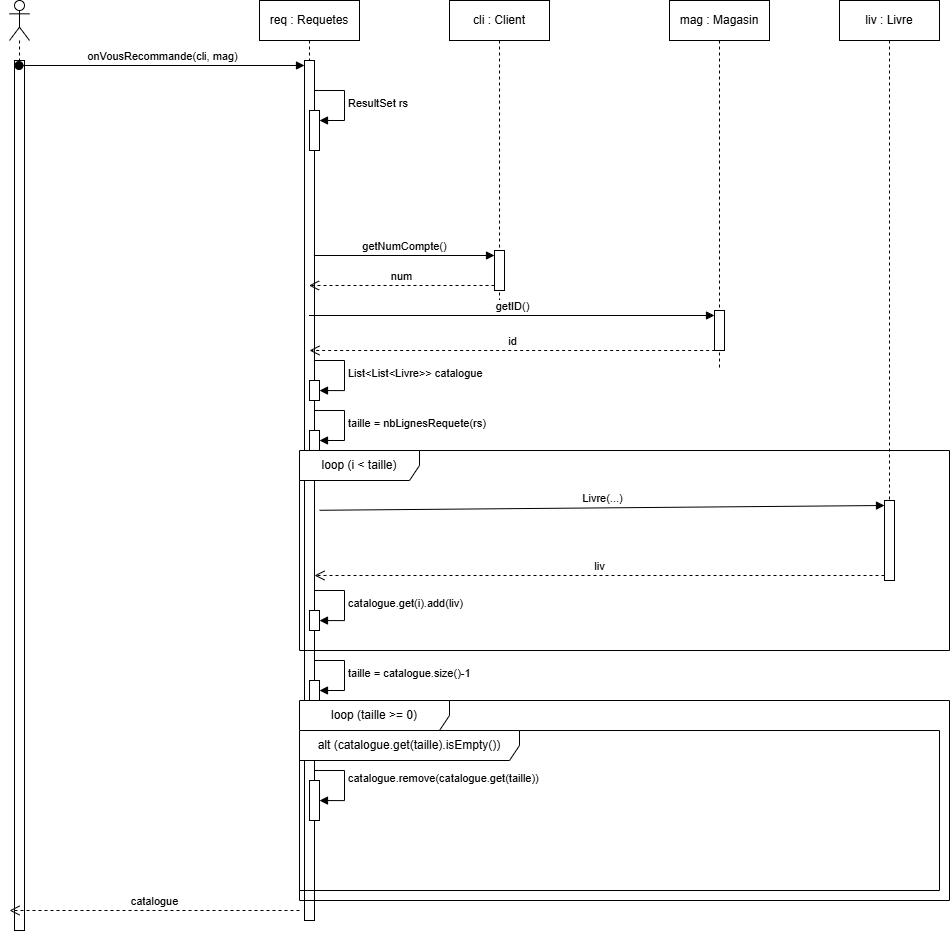 req : Requetes
cli : Client
mag : Magasin
liv : Livre
onVousRecommande(cli, mag)
ResultSet rs
getNumCompte()
num
getID()
id
List<List<Livre>> catalogue
taille = nbLignesRequete(rs)
loop (i < taille)
Livre(...)
liv
catalogue.get(i).add(liv)
taille = catalogue.size()-1
loop (taille >= 0)
alt (catalogue.get(taille).isEmpty())
catalogue.remove(catalogue.get(taille))
catalogue